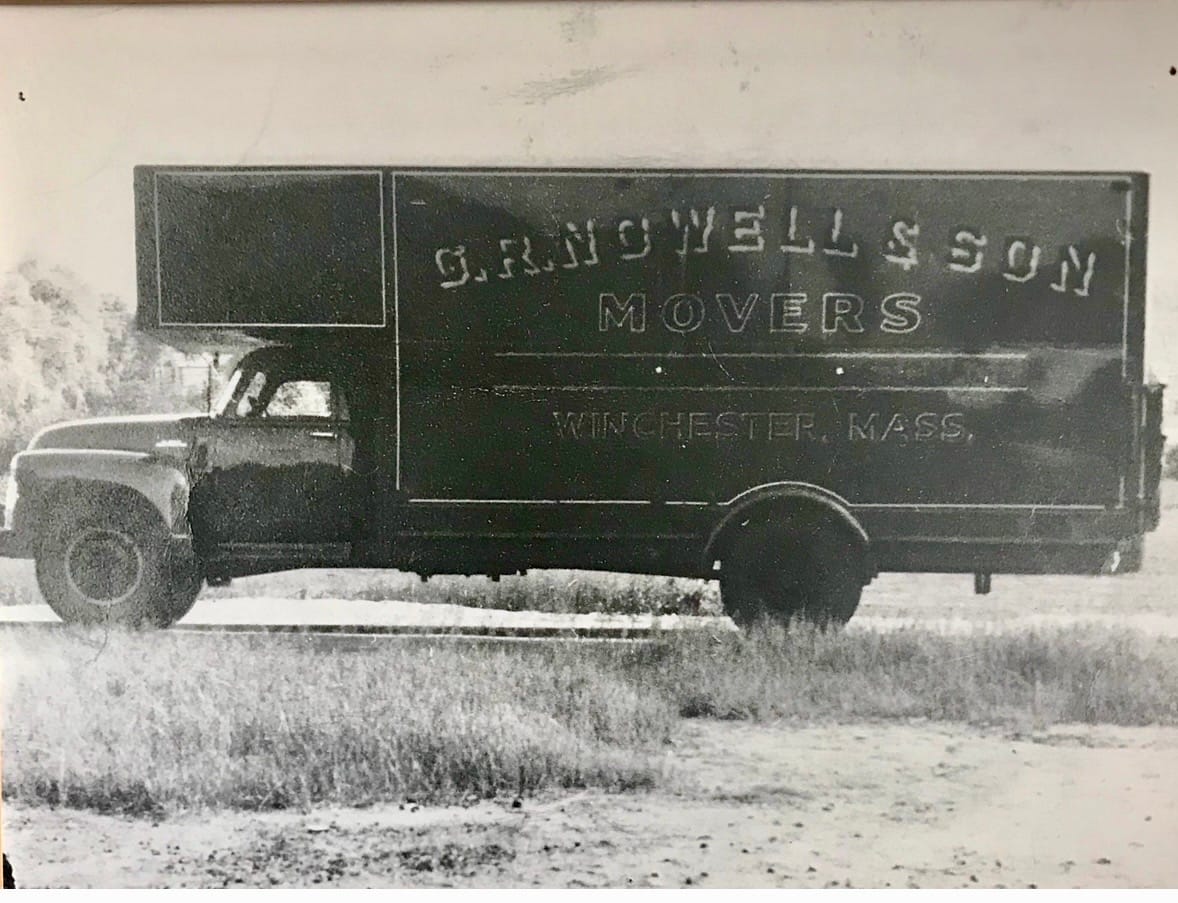 G.R.NOWELL & SON
MOVERS
WINCHESTER, MASS.